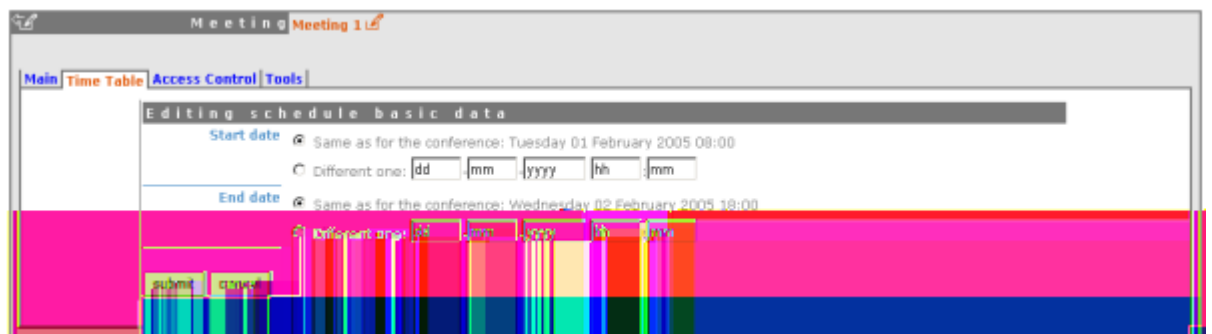 Meeting Meeting 1
Main Time Table Access Control Tools
Editing schedule basic data
Start date Same as for the conference: Tuesday 01 February 2005 08:00
Different one: dd -mm -yyyy hh :mm
End date Same as for the conference: Wednesday 02 February 2005 18:00
Different one: dd -mm -yyyy hh :mm
submit cancel